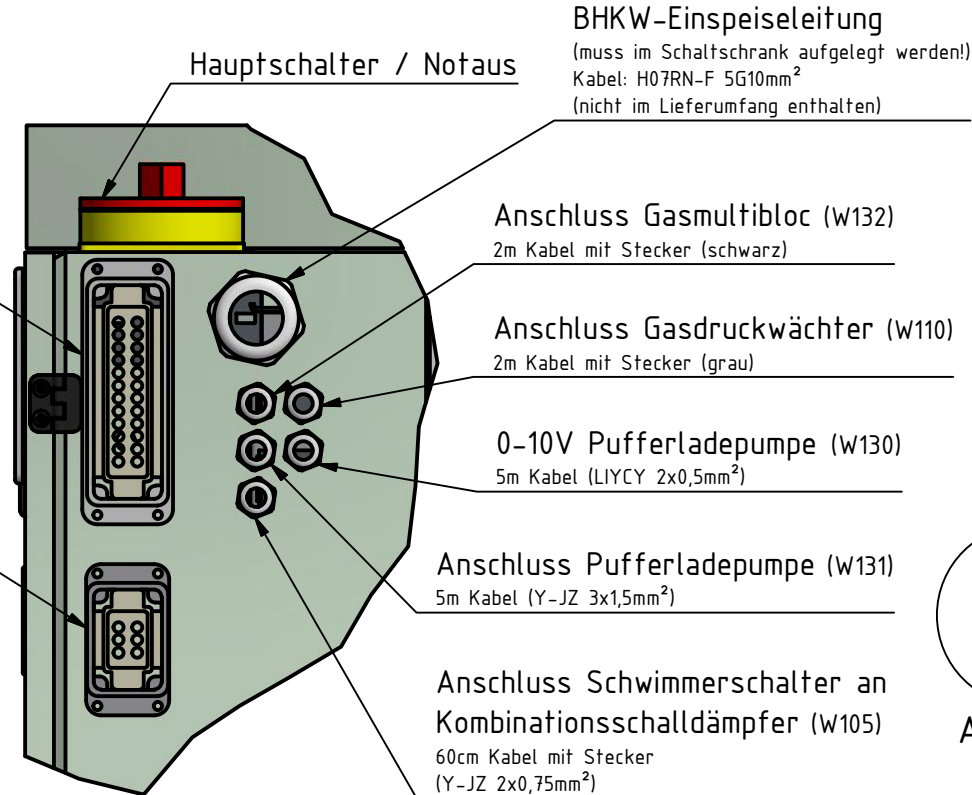 BHKW-Einspeiseleitung
(muss im Schaltschrank aufgelegt werden!)
Kabel: H07RN-F 5G10mm²
(nicht im Lieferumfang enthalten)
Hauptschalter / Notaus
Anschluss Gasmultibloc (W132)
2m Kabel mit Stecker (schwarz)
Anschluss Gasdruckwächter (W110)
2m Kabel mit Stecker (grau)
0-10V Pufferladepumpe (W130)
5m Kabel (LIYCY 2x0,5mm²)
Anschluss Pufferladepumpe (W131)
5m Kabel (Y-JZ 3x1,5mm²)
Anschluss Schwimmerschalter an
Kombinationsschalldämpfer (W105)
60cm Kabel mit Stecker
(Y-JZ 2x0,75mm²)